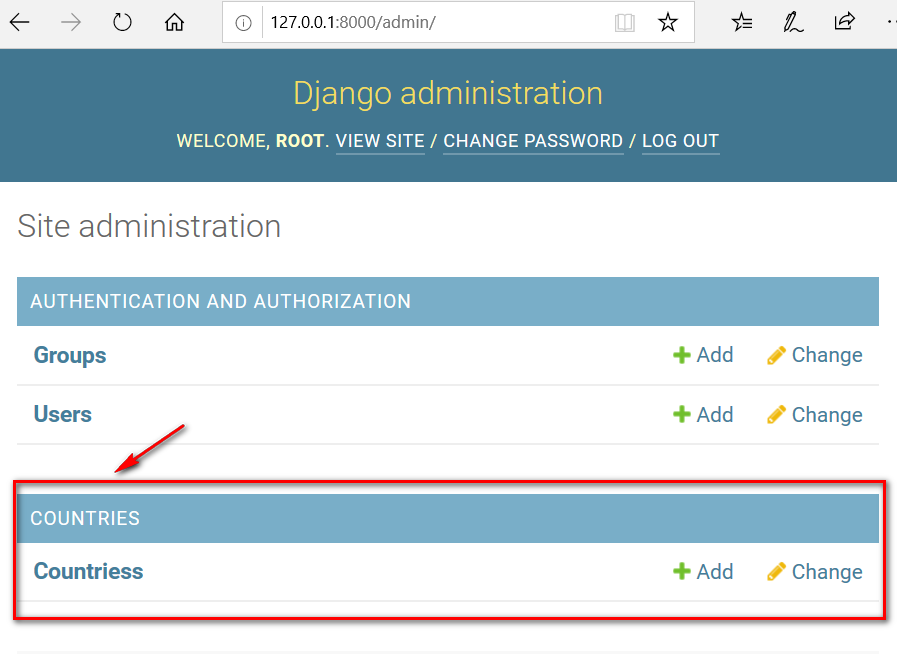 127.0.0.1:8000/admin/
Django administration
WELCOME, ROOT. VIEW SITE / CHANGE PASSWORD / LOG OUT
Site administration
AUTHENTICATION AND AUTHORIZATION
Groups Add Change
Users Add Change
COUNTRIES
Countriess Add Change